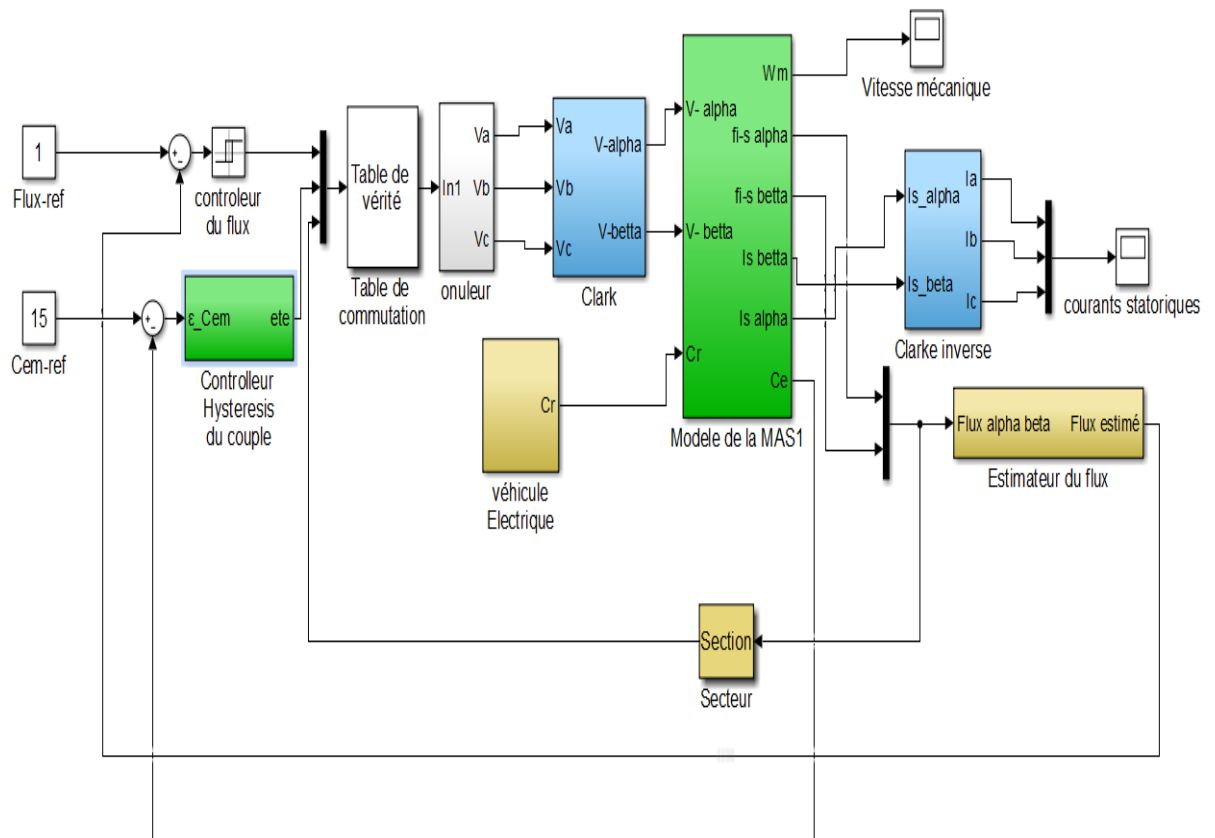 1
Flux-ref
+
-
controleur
du flux
15
Cem-ref
+
-
ε_Cem
ete
Controlleur
Hysteresis
du couple
Table de
vérité
Table de
commutation
In1
Va
Vb
Vc
onuleur
Va
Vb
Vc
V-alpha
V-betta
Clark
véhicule
Electrique
Cr
V- alpha
V- betta
Cr
Wm
fi-s alpha
fi-s betta
Is betta
Is alpha
Ce
Modele de la MAS1
Vitesse mécanique
Is_alpha
Is_beta
Ia
Ib
Ic
Clarke inverse
courants statoriques
Flux alpha beta
Flux estimé
Estimateur du flux
Section
Secteur